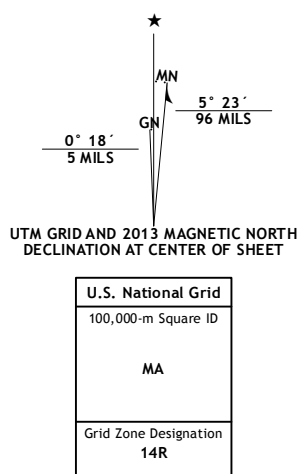 MN
5° 23´
96 MILS
GN
0° 18´
5 MILS
UTM GRID AND 2013 MAGNETIC NORTH
DECLINATION AT CENTER OF SHEET
U.S. National Grid
100,000-m Square ID
MA
Grid Zone Designation
14R